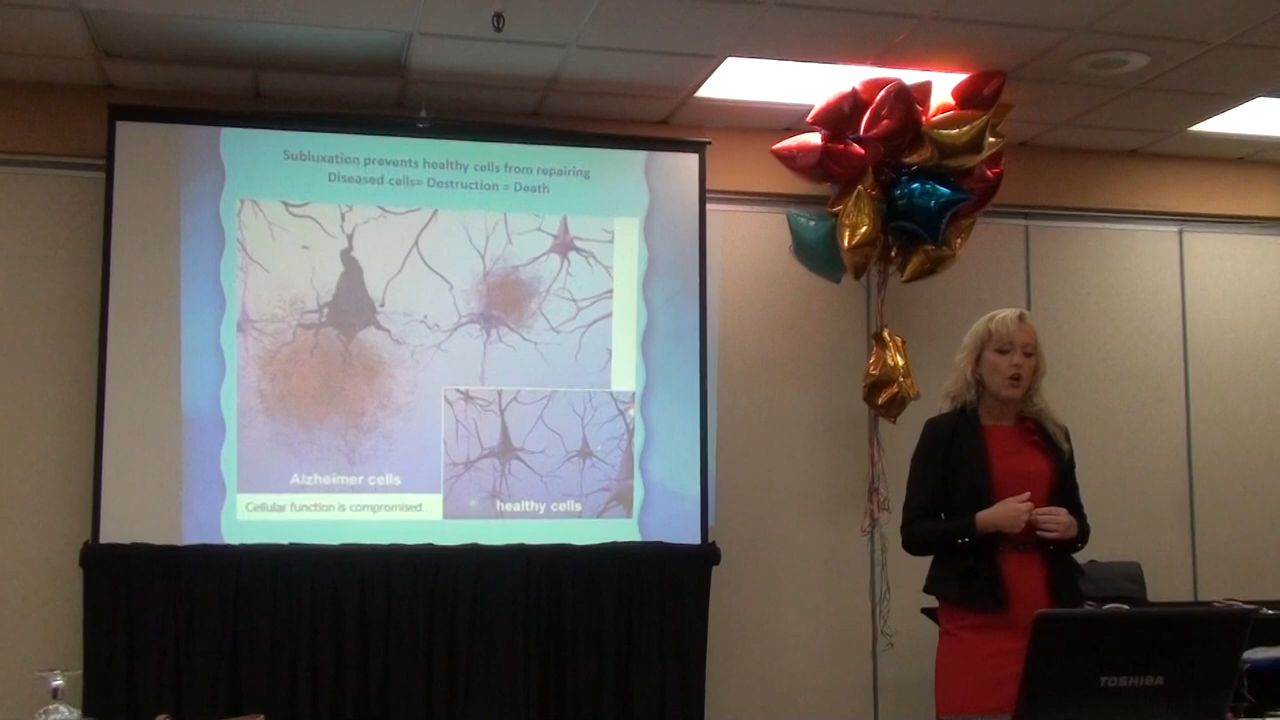 Subluxation prevents healthy cells from repairing
Diseased cells= Destruction = Death
Alzheimer cells
Cellular function is compromised
healthy cells
TOSHIBA